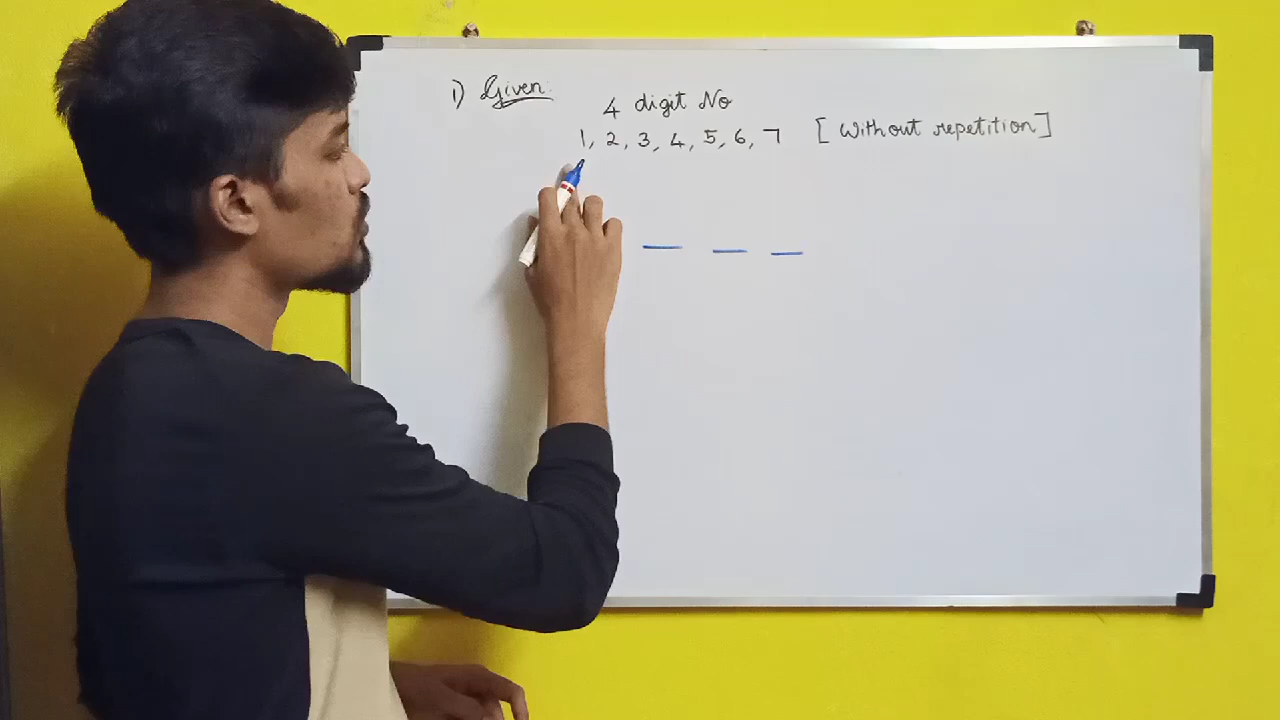 1) Given:
4 digit No
1, 2, 3, 4, 5, 6, 7 [Without repetition]